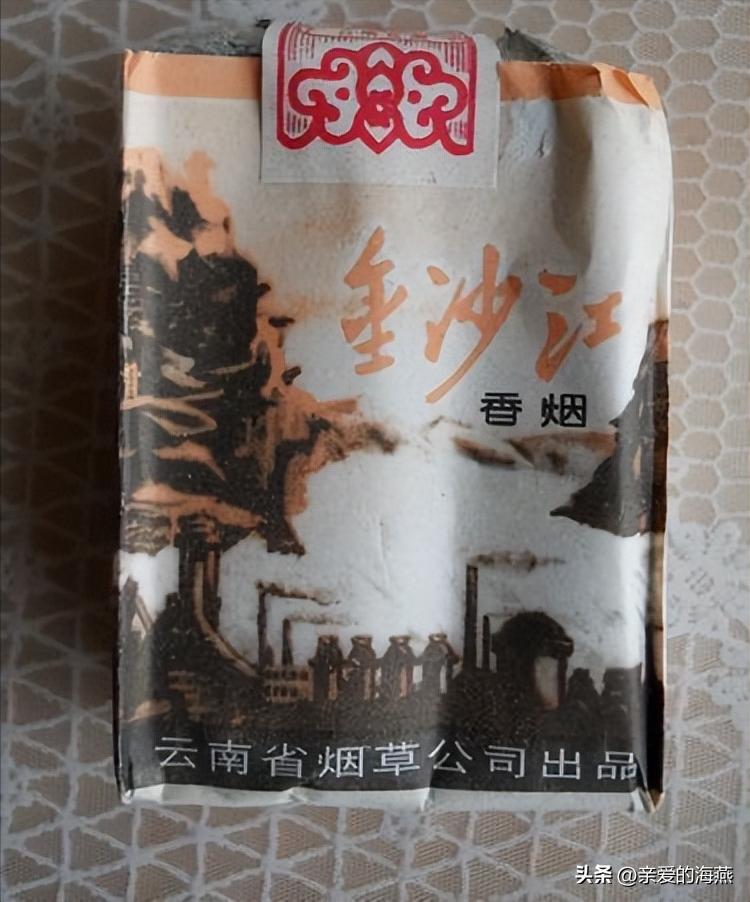 金沙江
香烟
云南省烟草公司出品
头条 @亲爱的海燕